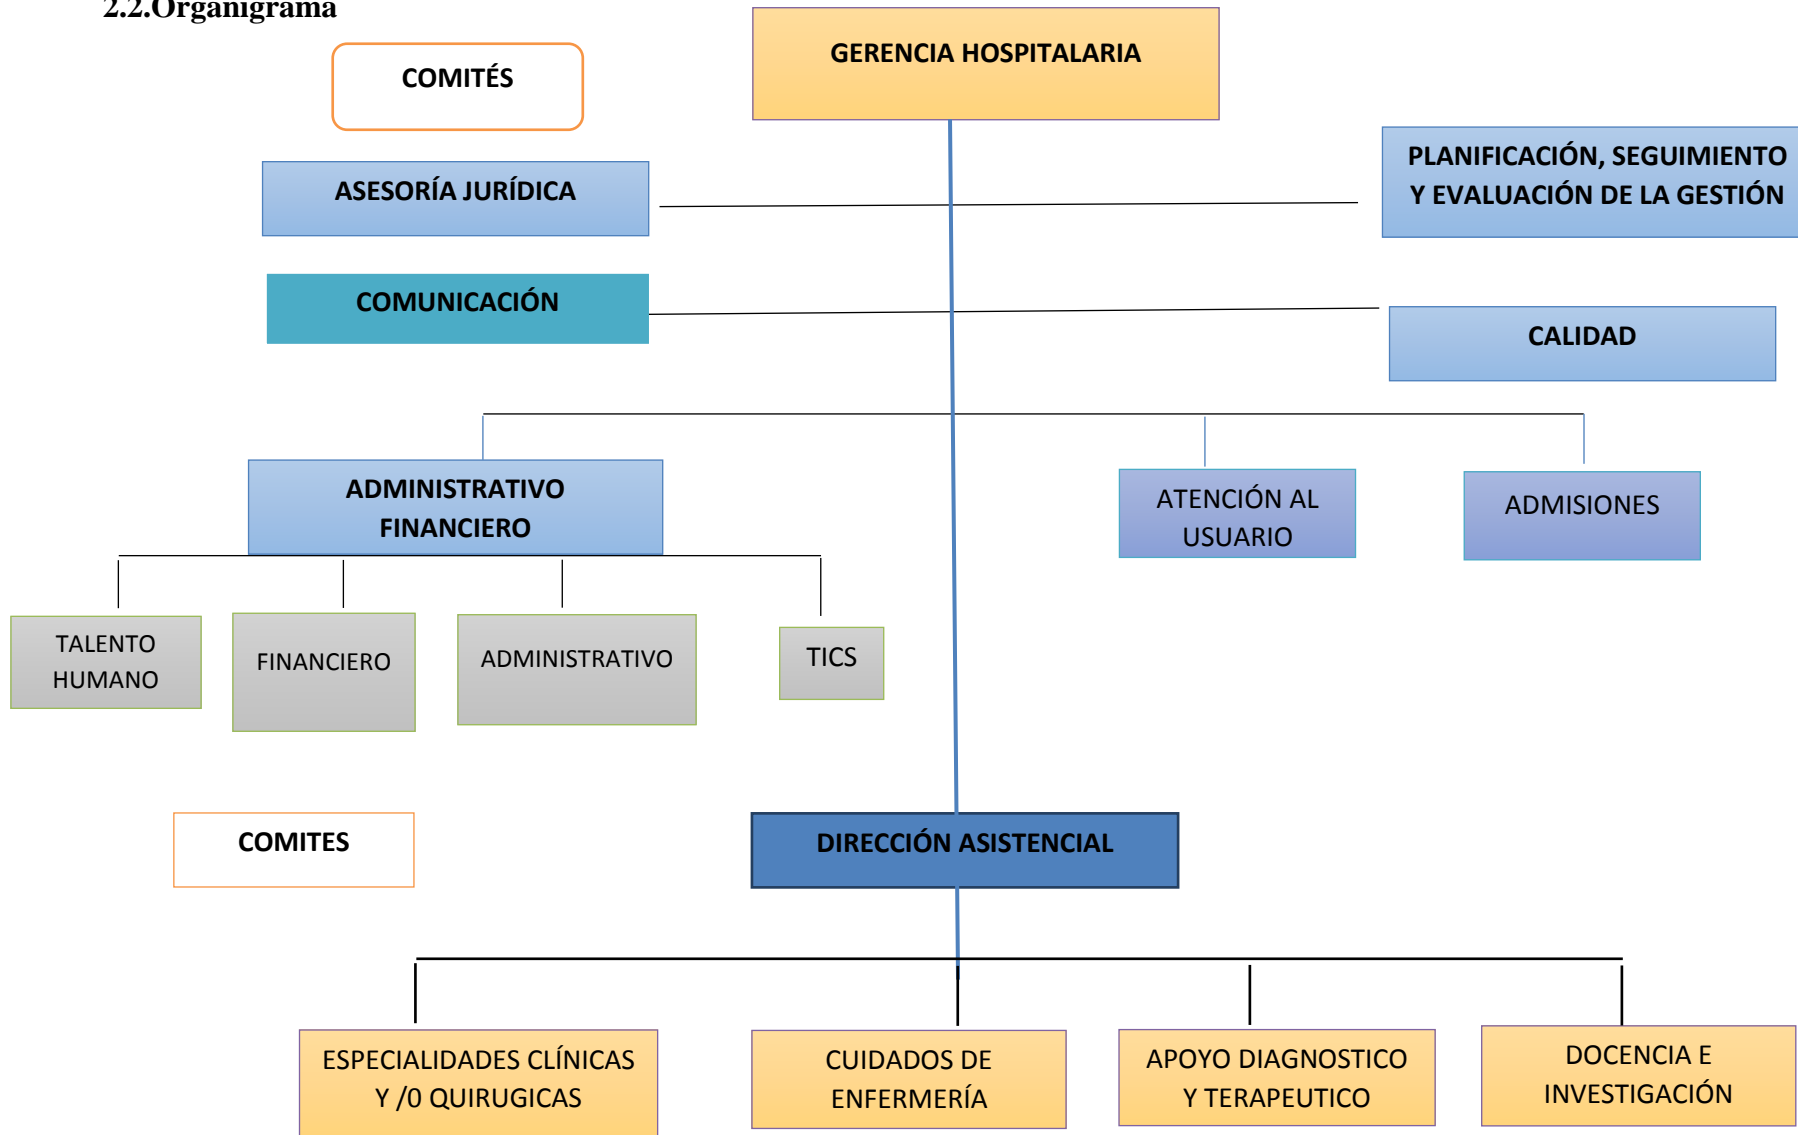 2.2.Organigrama
GERENCIA HOSPITALARIA
COMITÉS
PLANIFICACIÓN, SEGUIMIENTO
Y EVALUACIÓN DE LA GESTIÓN
ASESORÍA JURÍDICA
COMUNICACIÓN
CALIDAD
ADMINISTRATIVO
FINANCIERO
ATENCIÓN AL
USUARIO
ADMISIONES
TALENTO
HUMANO
FINANCIERO
ADMINISTRATIVO
TICS
COMITES
DIRECCIÓN ASISTENCIAL
ESPECIALIDADES CLÍNICAS
Y /0 QUIRUGICAS
CUIDADOS DE
ENFERMERÍA
APOYO DIAGNOSTICO
Y TERAPEUTICO
DOCENCIA E
INVESTIGACIÓN